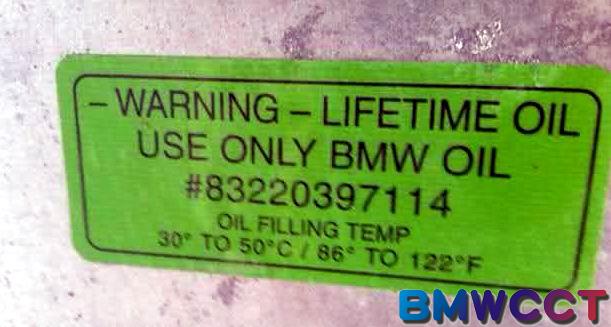 – WARNING – LIFETIME OIL
USE ONLY BMW OIL
#83220397114
OIL FILLING TEMP
30° TO 50°C / 86° TO 122°F
BMWCCT